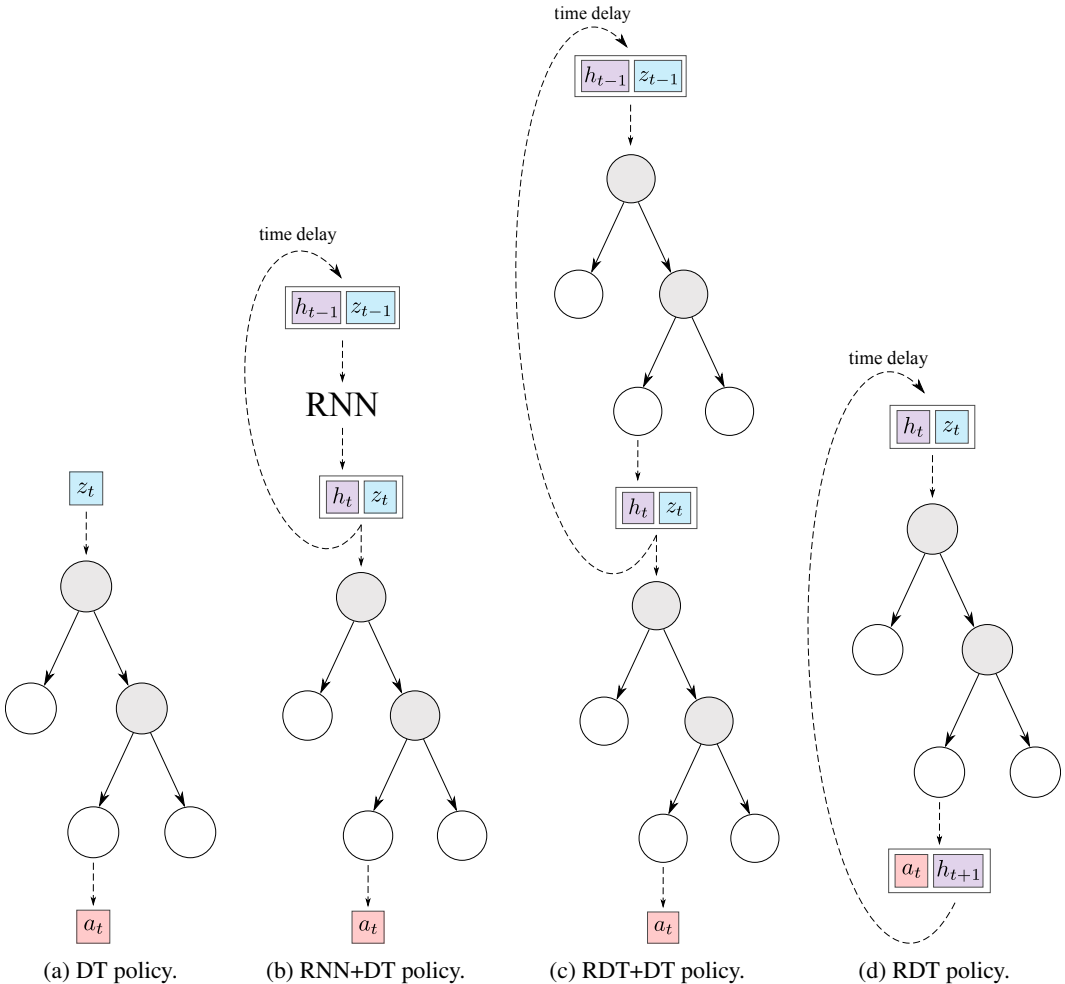 time delay
h_{t-1} z_{t-1}
time delay
h_{t-1} z_{t-1}
RNN
time delay
h_t z_t
z_t
h_t z_t
h_t z_t
a_t h_{t+1}
a_t
a_t
a_t
(a) DT policy.
(b) RNN+DT policy.
(c) RDT+DT policy.
(d) RDT policy.